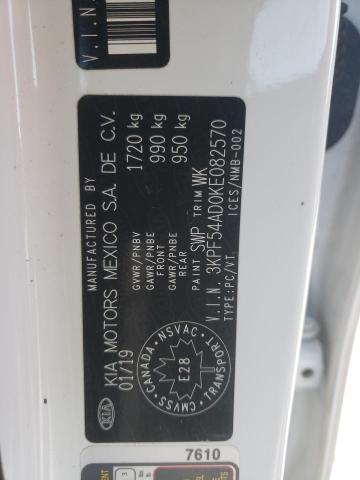 V.I.N.
MANUFACTURED BY
KIA MOTORS MEXICO S.A. DE C.V.
01/19
GVWR/PNBV 1720 kg
GAWR/PNBE FRONT 990 kg
GAWR/PNBE REAR 950 kg
PAINT SWP TRIM WK
V.I.N. 3KPF54AD0KE082570
TYPE:PC/VT. ICES/NMB-002
KIA
CANADA NSVAC TRANSPORT CMVSS
E28
7610
3